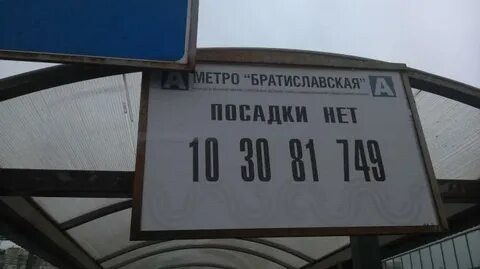 А МЕТРО "БРАТИСЛАВСКАЯ" А
ПОСАДКИ НЕТ
10 30 81 749